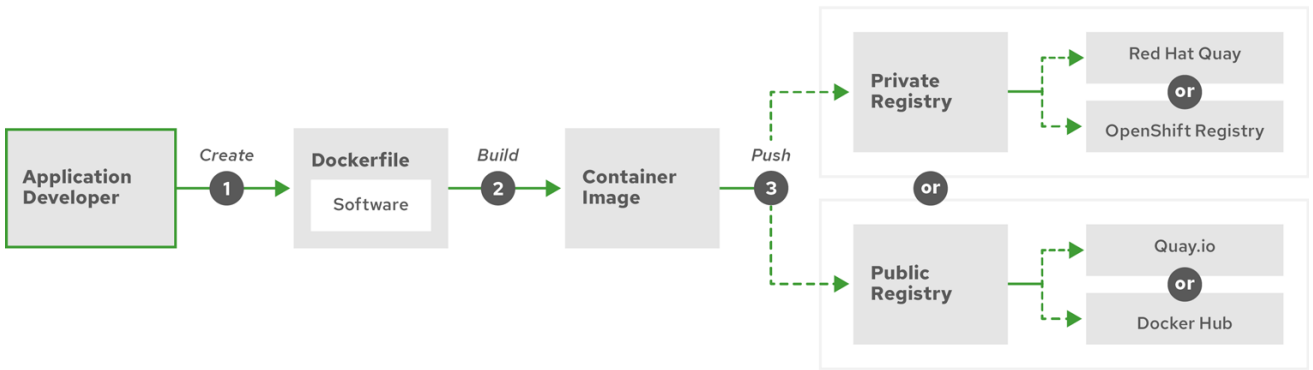 Application
Developer
Create
1
Dockerfile
Software
Build
2
Container
Image
Push
3
Private
Registry
Red Hat Quay
or
OpenShift Registry
or
Public
Registry
Quay.io
or
Docker Hub